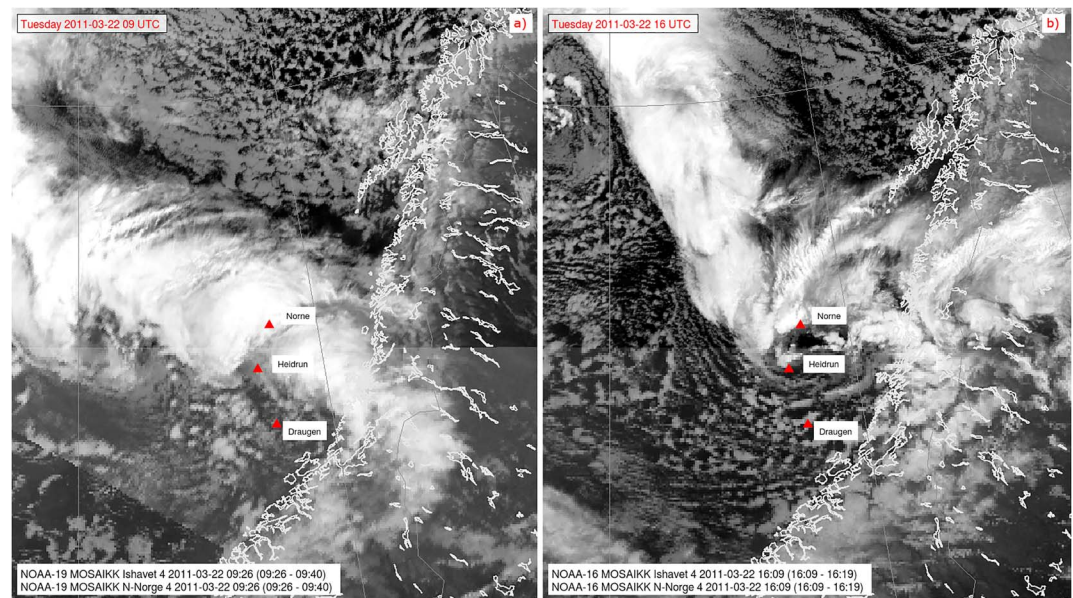 Tuesday 2011-03-22 09 UTC
a)
Norne
Heidrun
Draugen
NOAA-19 MOSAIKK Ishavet 4 2011-03-22 09:26 (09:26 - 09:40)
NOAA-19 MOSAIKK N-Norge 4 2011-03-22 09:26 (09:26 - 09:40)
Tuesday 2011-03-22 16 UTC
b)
Norne
Heidrun
Draugen
NOAA-16 MOSAIKK Ishavet 4 2011-03-22 16:09 (16:09 - 16:19)
NOAA-16 MOSAIKK N-Norge 4 2011-03-22 16:09 (16:09 - 16:19)